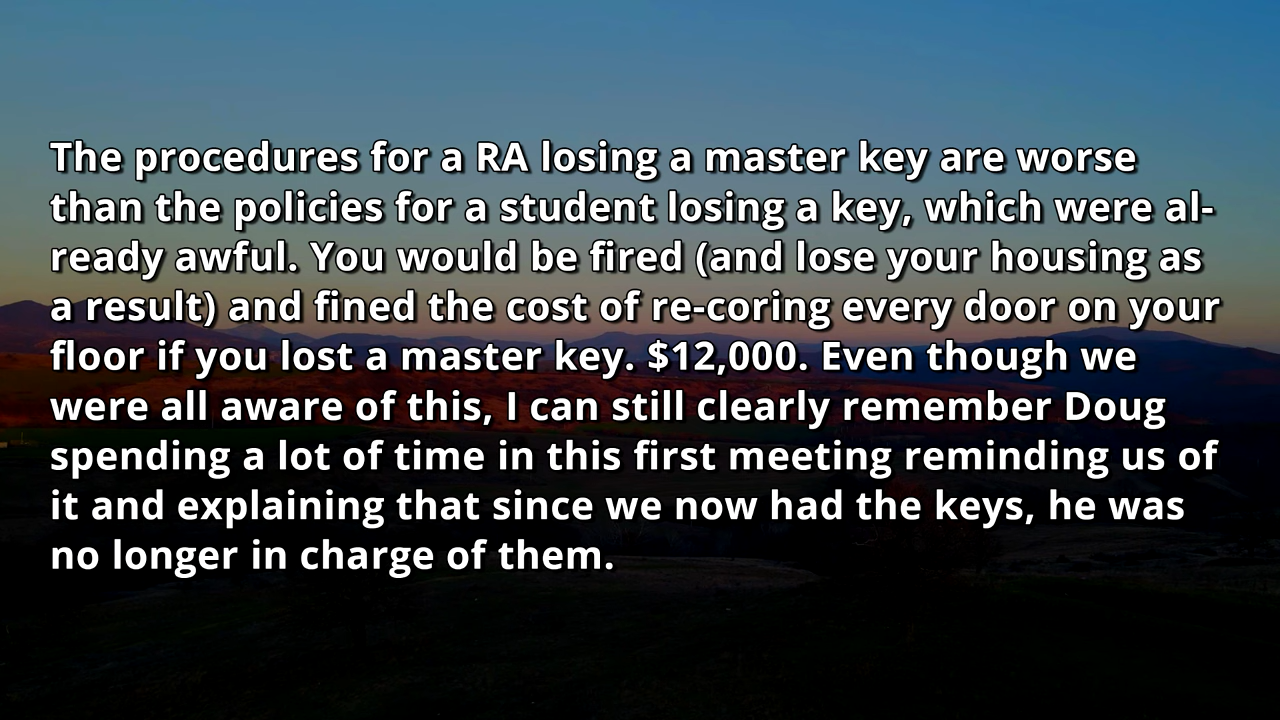 The procedures for a RA losing a master key are worse
than the policies for a student losing a key, which were al-
ready awful. You would be fired (and lose your housing as
a result) and fined the cost of re-coring every door on your
floor if you lost a master key. $12,000. Even though we
were all aware of this, I can still clearly remember Doug
spending a lot of time in this first meeting reminding us of
it and explaining that since we now had the keys, he was
no longer in charge of them.